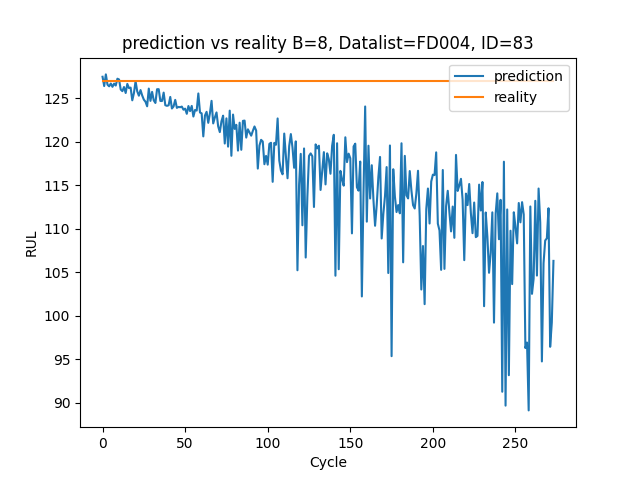 prediction vs reality B=8, Datalist=FD004, ID=83
prediction
reality
RUL
125
120
115
110
105
100
95
90
0 50 100 150 200 250
Cycle